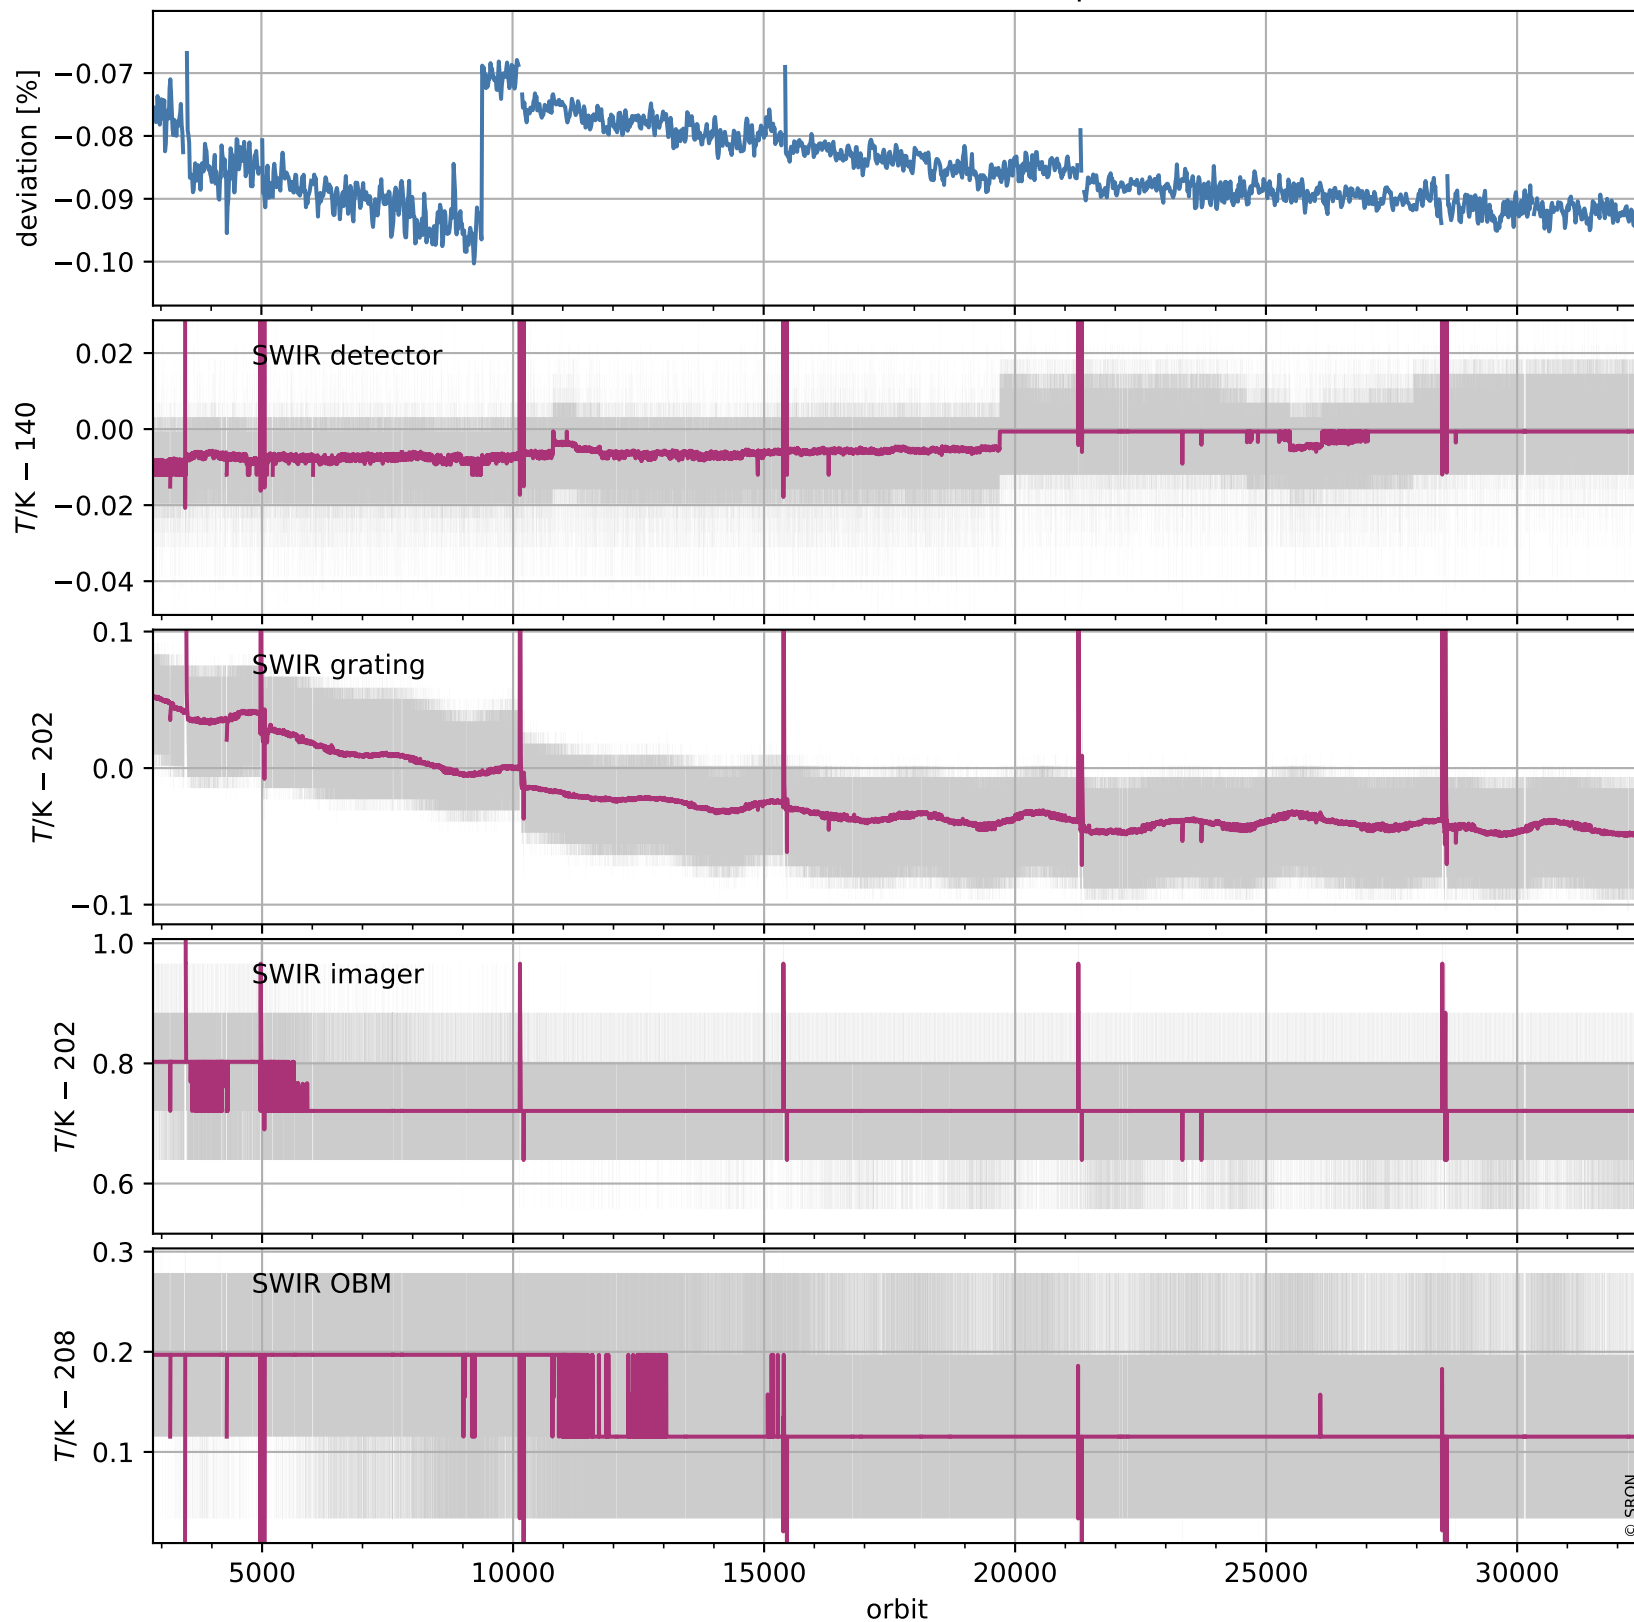 deviation [%]
−0.07
−0.08
−0.09
−0.10
SWIR detector
T/K − 140
0.02
0.00
−0.02
−0.04
SWIR grating
T/K − 202
0.1
0.0
−0.1
SWIR imager
T/K − 202
1.0
0.8
0.6
SWIR OBM
T/K − 208
0.3
0.2
0.1
© SRON
5000 10000 15000 20000 25000 30000
orbit